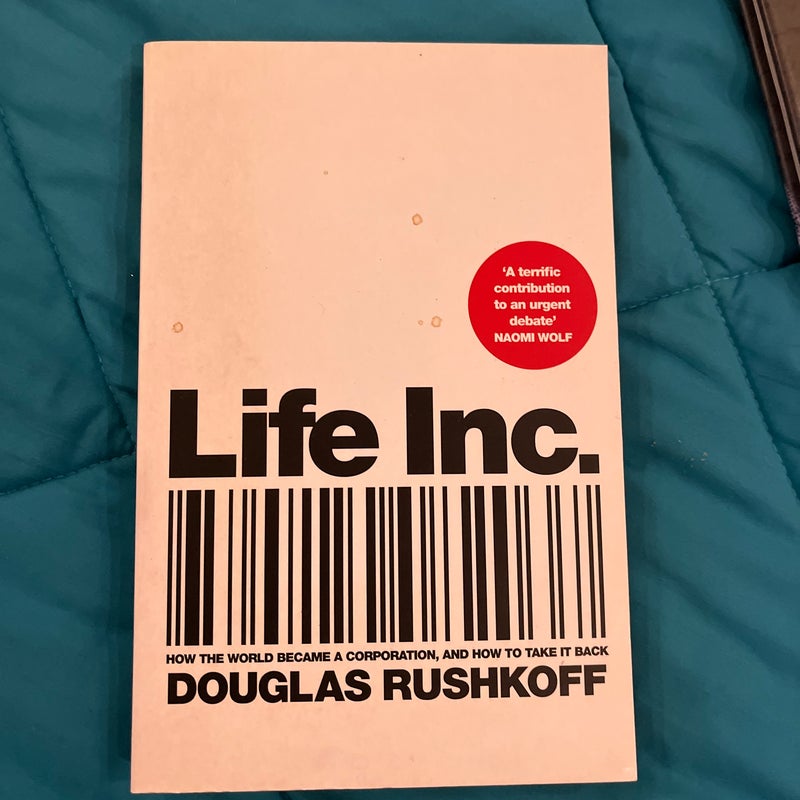 ‘A terrific
contribution
to an urgent
debate’
NAOMI WOLF
Life Inc.
HOW THE WORLD BECAME A CORPORATION, AND HOW TO TAKE IT BACK
DOUGLAS RUSHKOFF